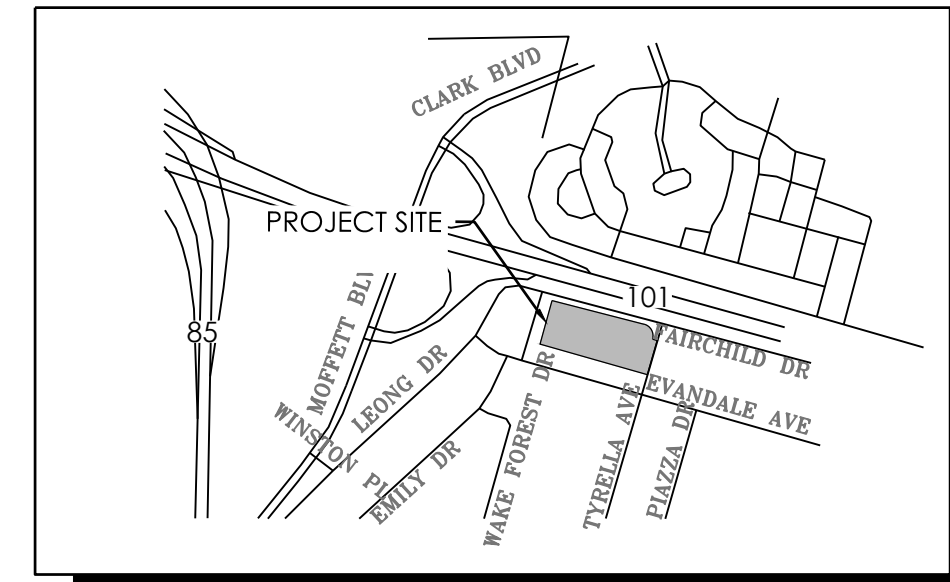 CLARK BLVD
PROJECT SITE
101
85
MOFFETT BLV
FAIRCHILD DR
LEONG DR
EVANDALE AVE
WINSTON PL
EMILY DR
WAKE FOREST DR
TYRELLA AVE
PIAZZA DR